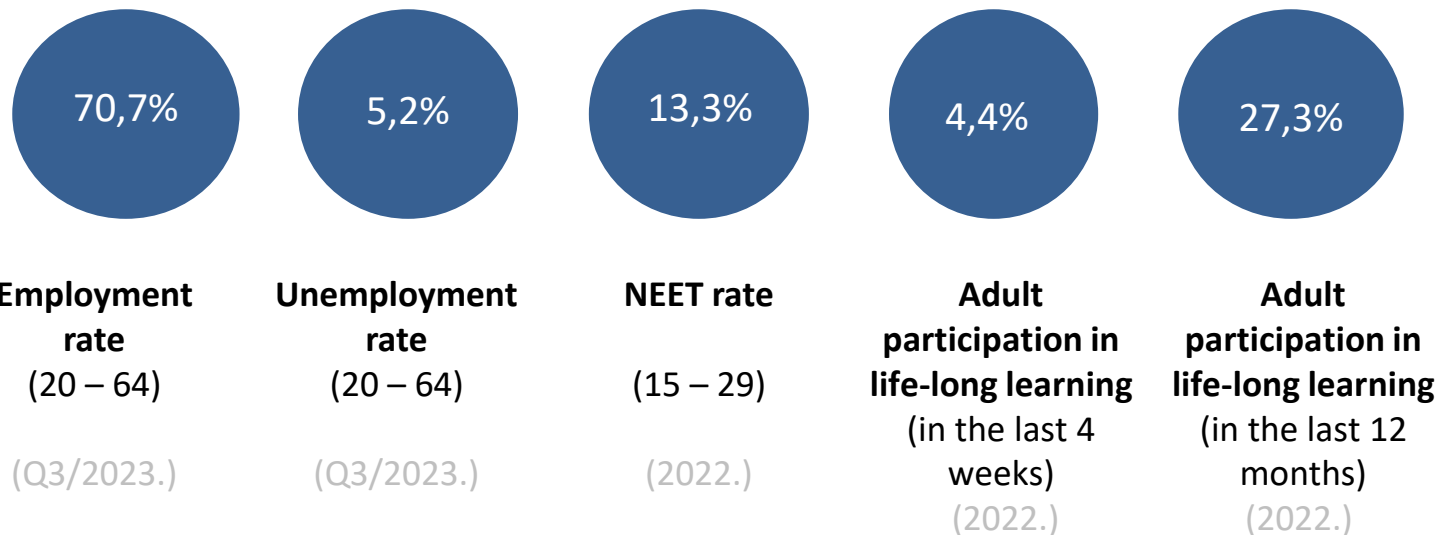 70,7%
5,2%
13,3%
4,4%
27,3%
Employment
rate
(20 – 64)
(Q3/2023.)
Unemployment
rate
(20 – 64)
(Q3/2023.)
NEET rate
(15 – 29)
(2022.)
Adult
participation in
life-long learning
(in the last 4
weeks)
(2022.)
Adult
participation in
life-long learning
(in the last 12
months)
(2022.)